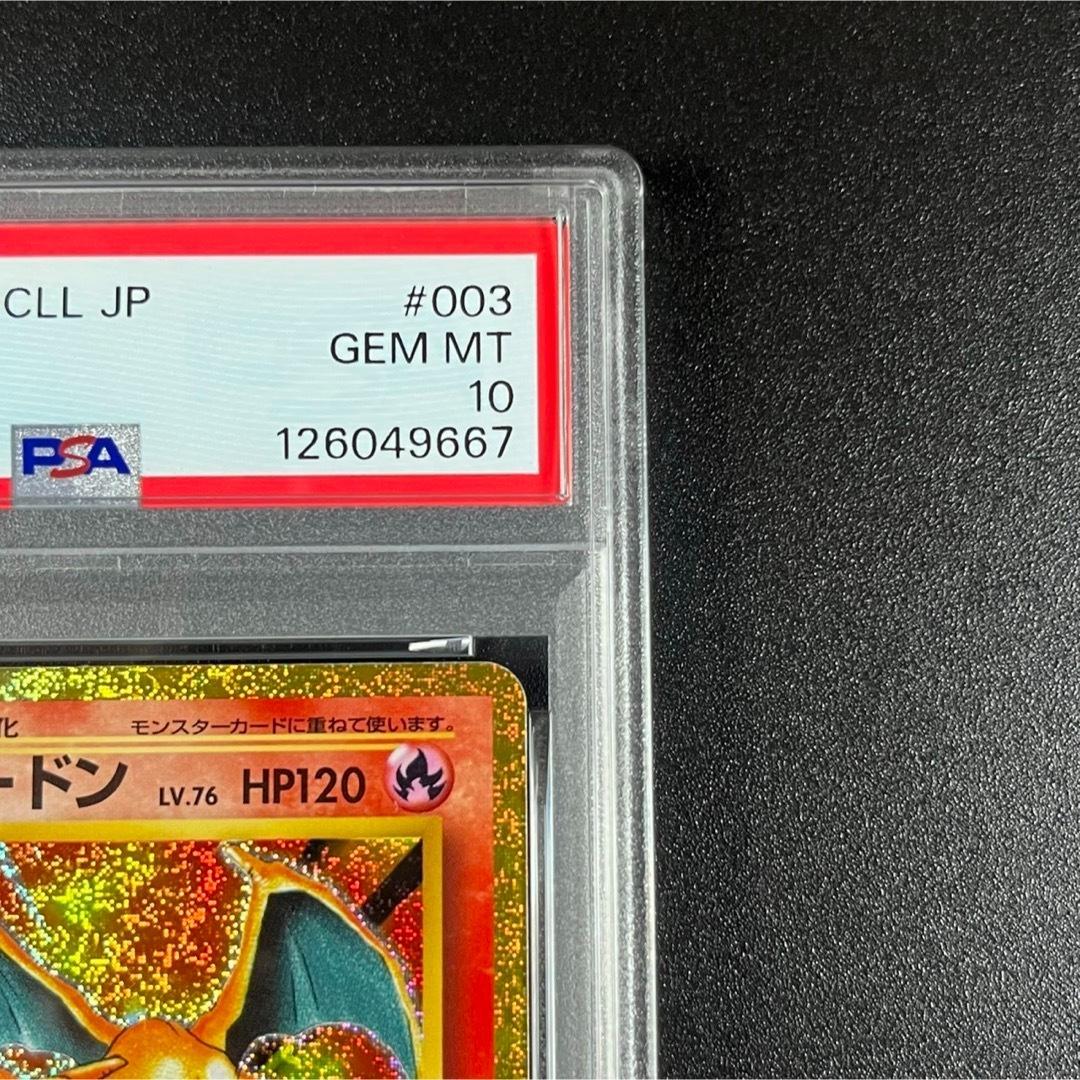 CLL JP #003
GEM MT
10
PSA 126049667
化 モンスターカードに重ねて使います。
ードン LV.76 HP120